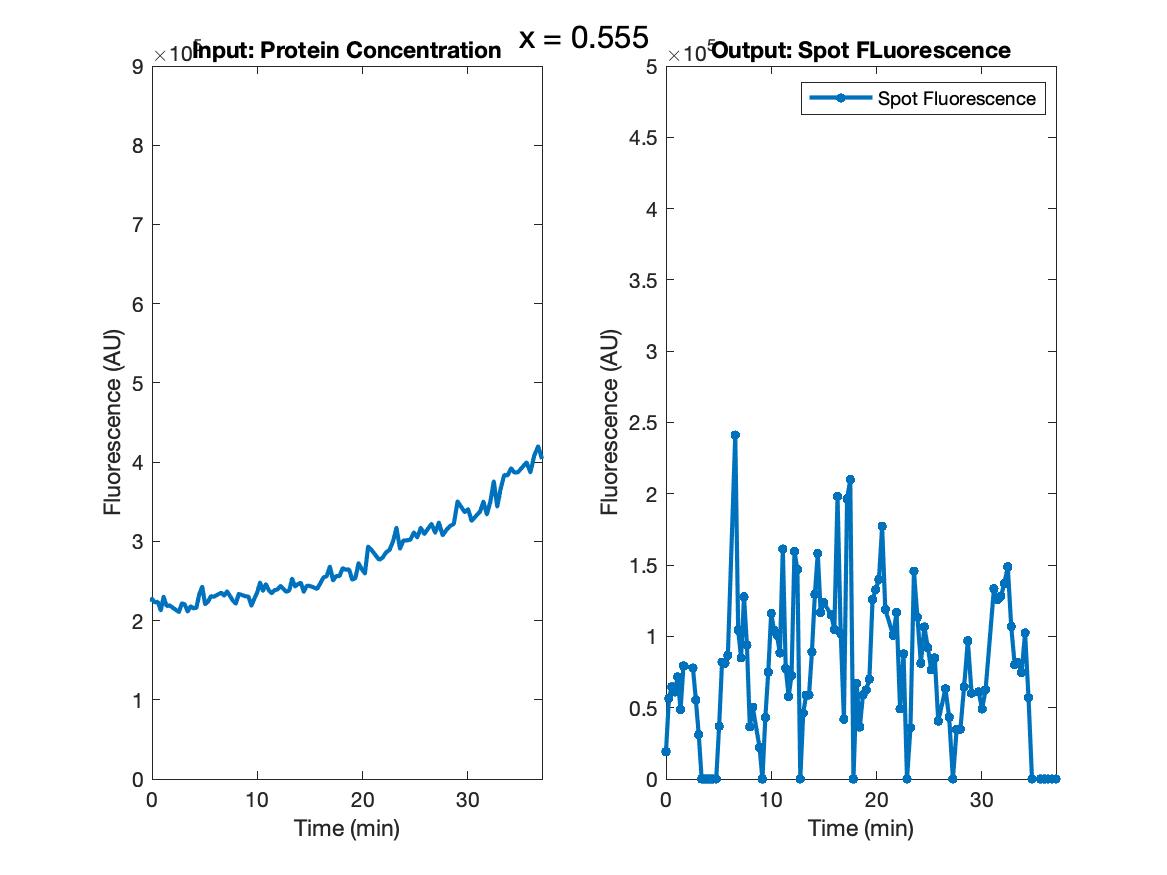 x = 0.555
×10⁵
Input: Protein Concentration
9
8
7
6
5
4
3
2
1
0
Fluorescence (AU)
0 10 20 30
Time (min)
×10⁵
Output: Spot FLuorescence
Spot Fluorescence
5
4.5
4
3.5
3
2.5
2
1.5
1
0.5
0
Fluorescence (AU)
0 10 20 30
Time (min)